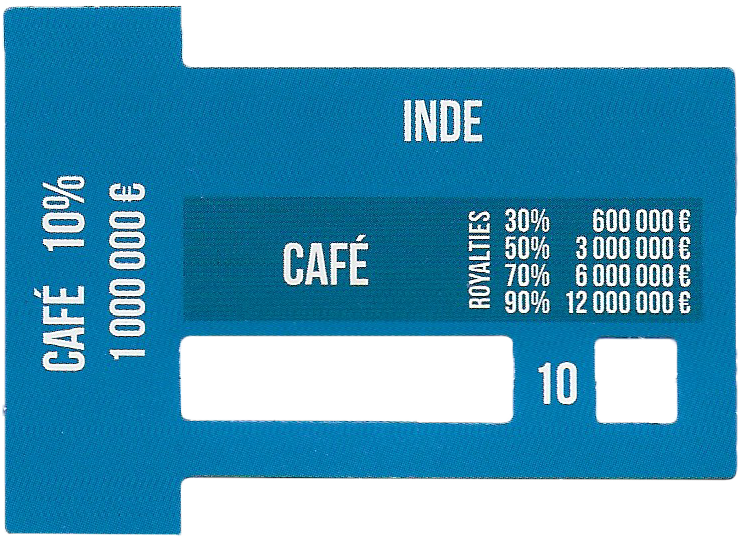 CAFÉ 10%
1 000 000 €
INDE
CAFÉ
ROYALTIES
30% 600 000 €
50% 3 000 000 €
70% 6 000 000 €
90% 12 000 000 €
10